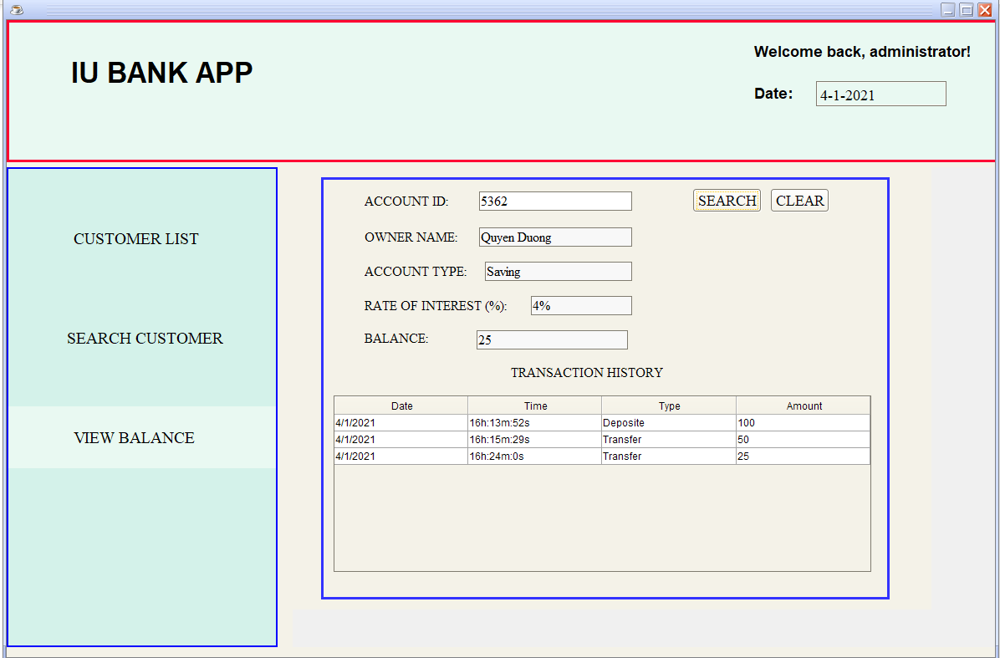 IU BANK APP
Welcome back, administrator!
Date: 4-1-2021
CUSTOMER LIST
SEARCH CUSTOMER
VIEW BALANCE
ACCOUNT ID: 5362 SEARCH CLEAR
OWNER NAME: Quyen Duong
ACCOUNT TYPE: Saving
RATE OF INTEREST (%): 4%
BALANCE: 25
TRANSACTION HISTORY
Date Time Type Amount
4/1/2021 16h:13m:52s Deposite 100
4/1/2021 16h:15m:29s Transfer 50
4/1/2021 16h:24m:0s Transfer 25